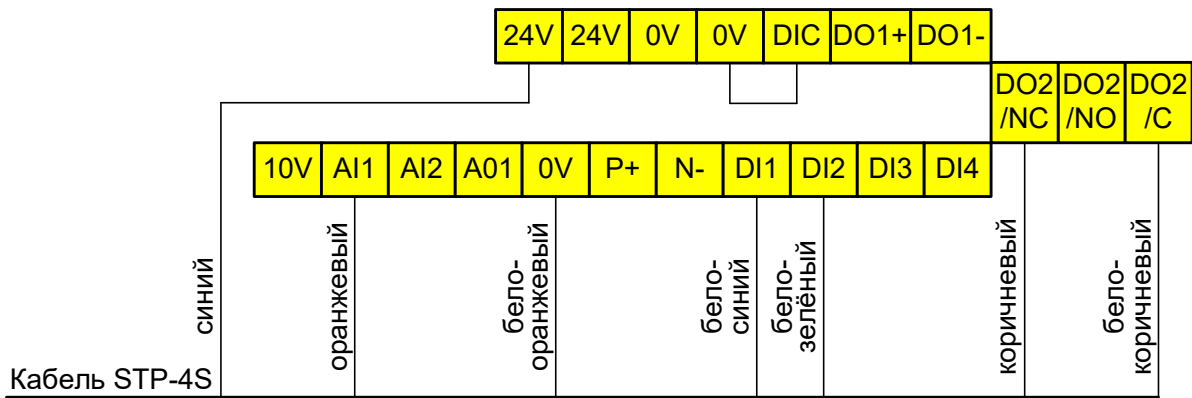 24V 24V 0V 0V DIC DO1+ DO1-
DO2 DO2 DO2
/NC /NO /C
10V AI1 AI2 A01 0V P+ N- DI1 DI2 DI3 DI4
синий
оранжевый
бело-
оранжевый
бело-
синий
бело-
зелёный
коричневый
бело-
коричневый
Кабель STP-4S